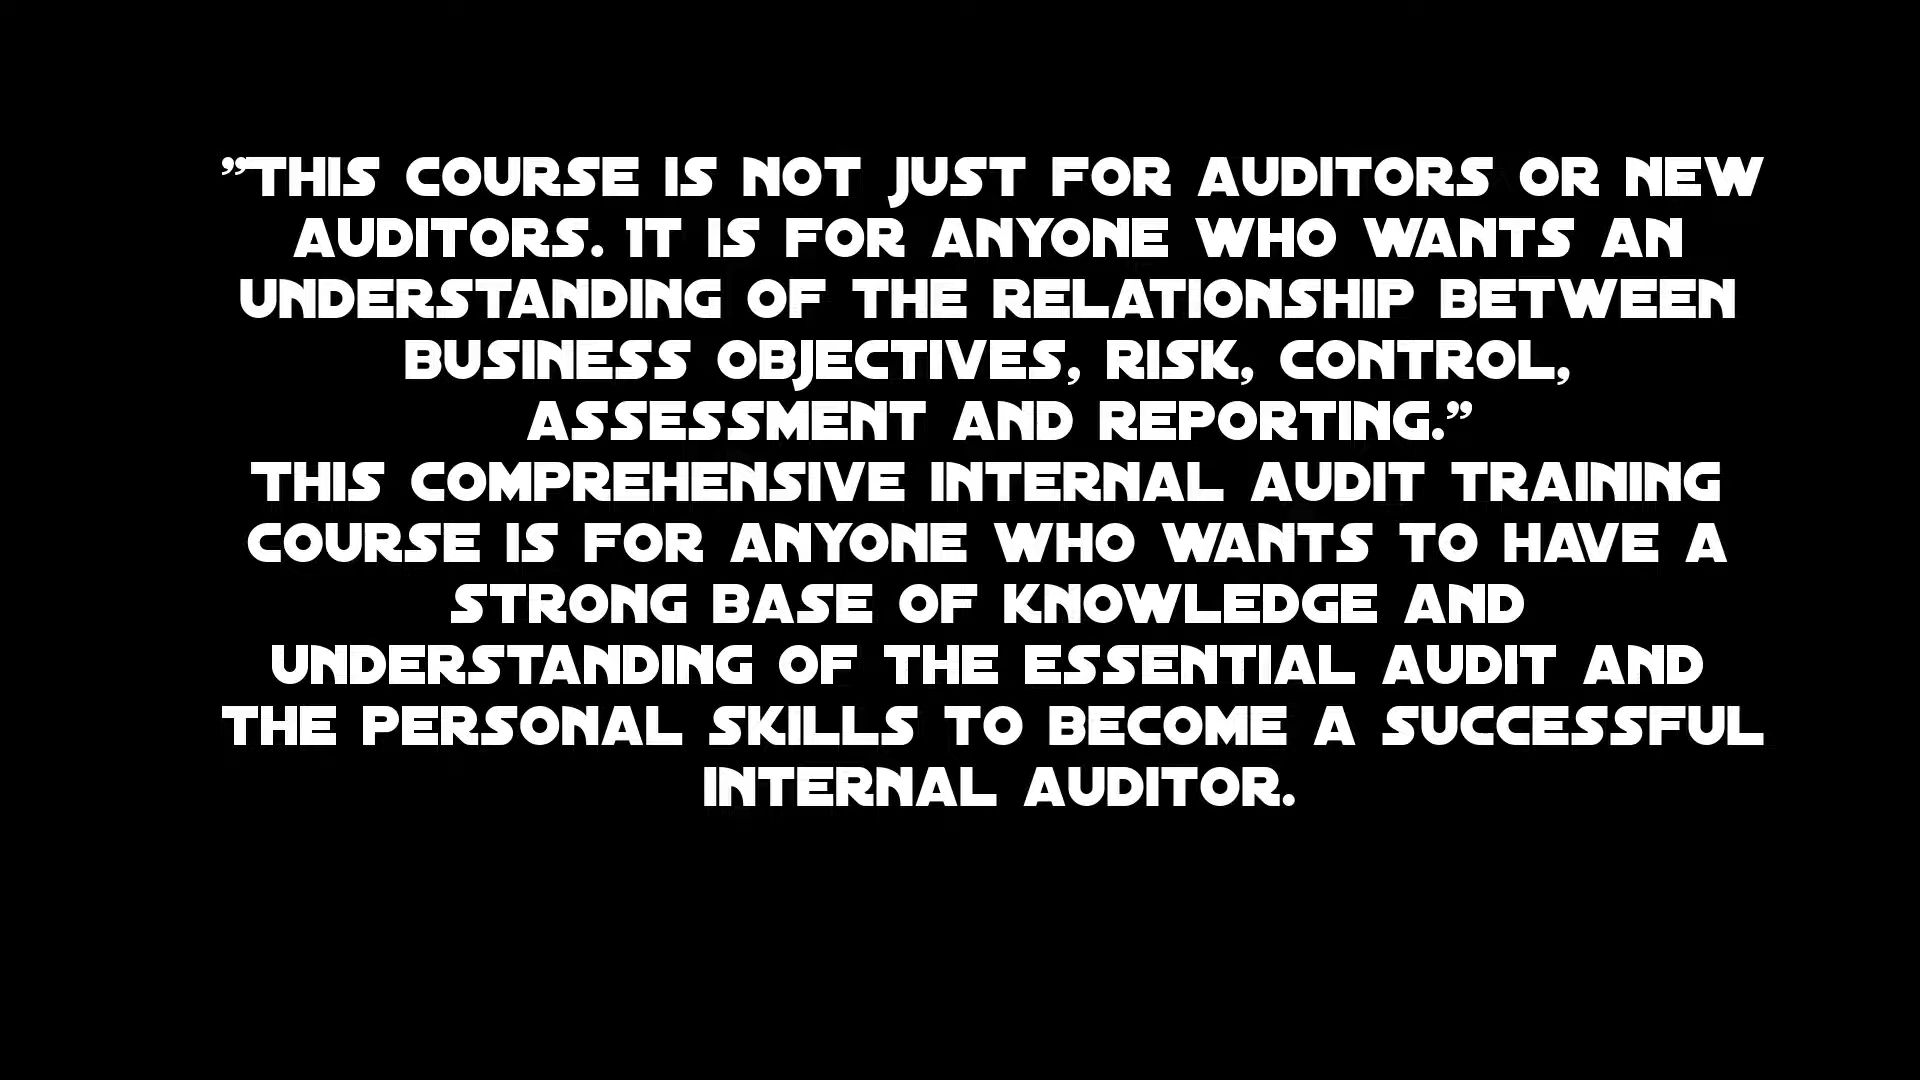 ”THIS COURSE IS NOT JUST FOR AUDITORS OR NEW
AUDITORS. IT IS FOR ANYONE WHO WANTS AN
UNDERSTANDING OF THE RELATIONSHIP BETWEEN
BUSINESS OBJECTIVES, RISK, CONTROL,
ASSESSMENT AND REPORTING.”
THIS COMPREHENSIVE INTERNAL AUDIT TRAINING
COURSE IS FOR ANYONE WHO WANTS TO HAVE A
STRONG BASE OF KNOWLEDGE AND
UNDERSTANDING OF THE ESSENTIAL AUDIT AND
THE PERSONAL SKILLS TO BECOME A SUCCESSFUL
INTERNAL AUDITOR.